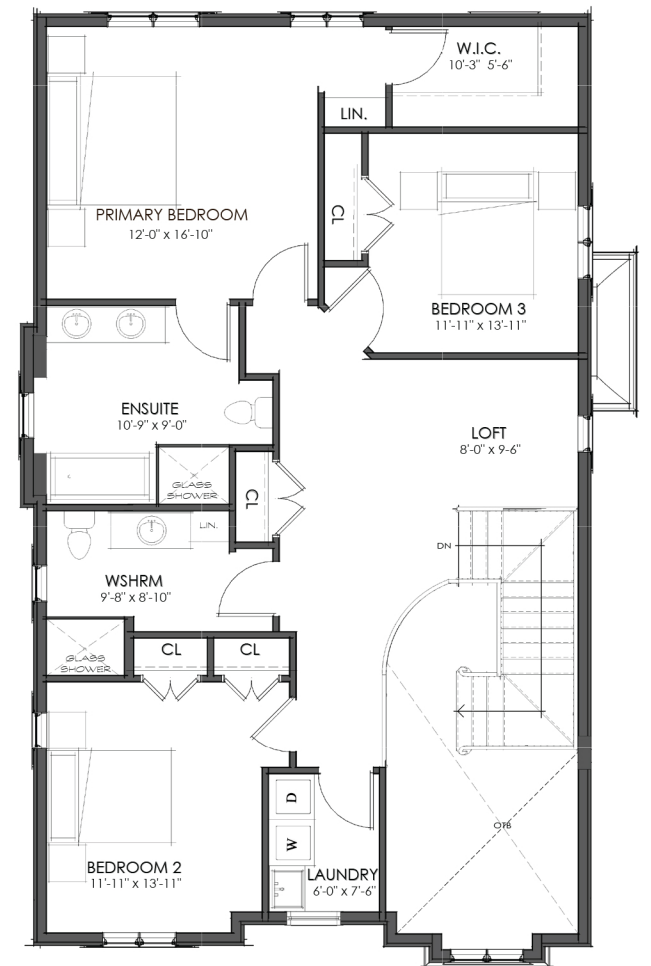 W.I.C.
10'-3" 5'-6"
LIN.
CL
PRIMARY BEDROOM
12'-0" x 16'-10"
BEDROOM 3
11'-11" x 13'-11"
ENSUITE
10'-9" x 9'-0"
LOFT
8'-0" x 9'-6"
GLASS
SHOWER
CL
LIN.
DN
WSHRM
9'-8" x 8'-10"
GLASS
SHOWER
CL
CL
D
W
OTB
BEDROOM 2
11'-11" x 13'-11"
LAUNDRY
6'-0" x 7'-6"